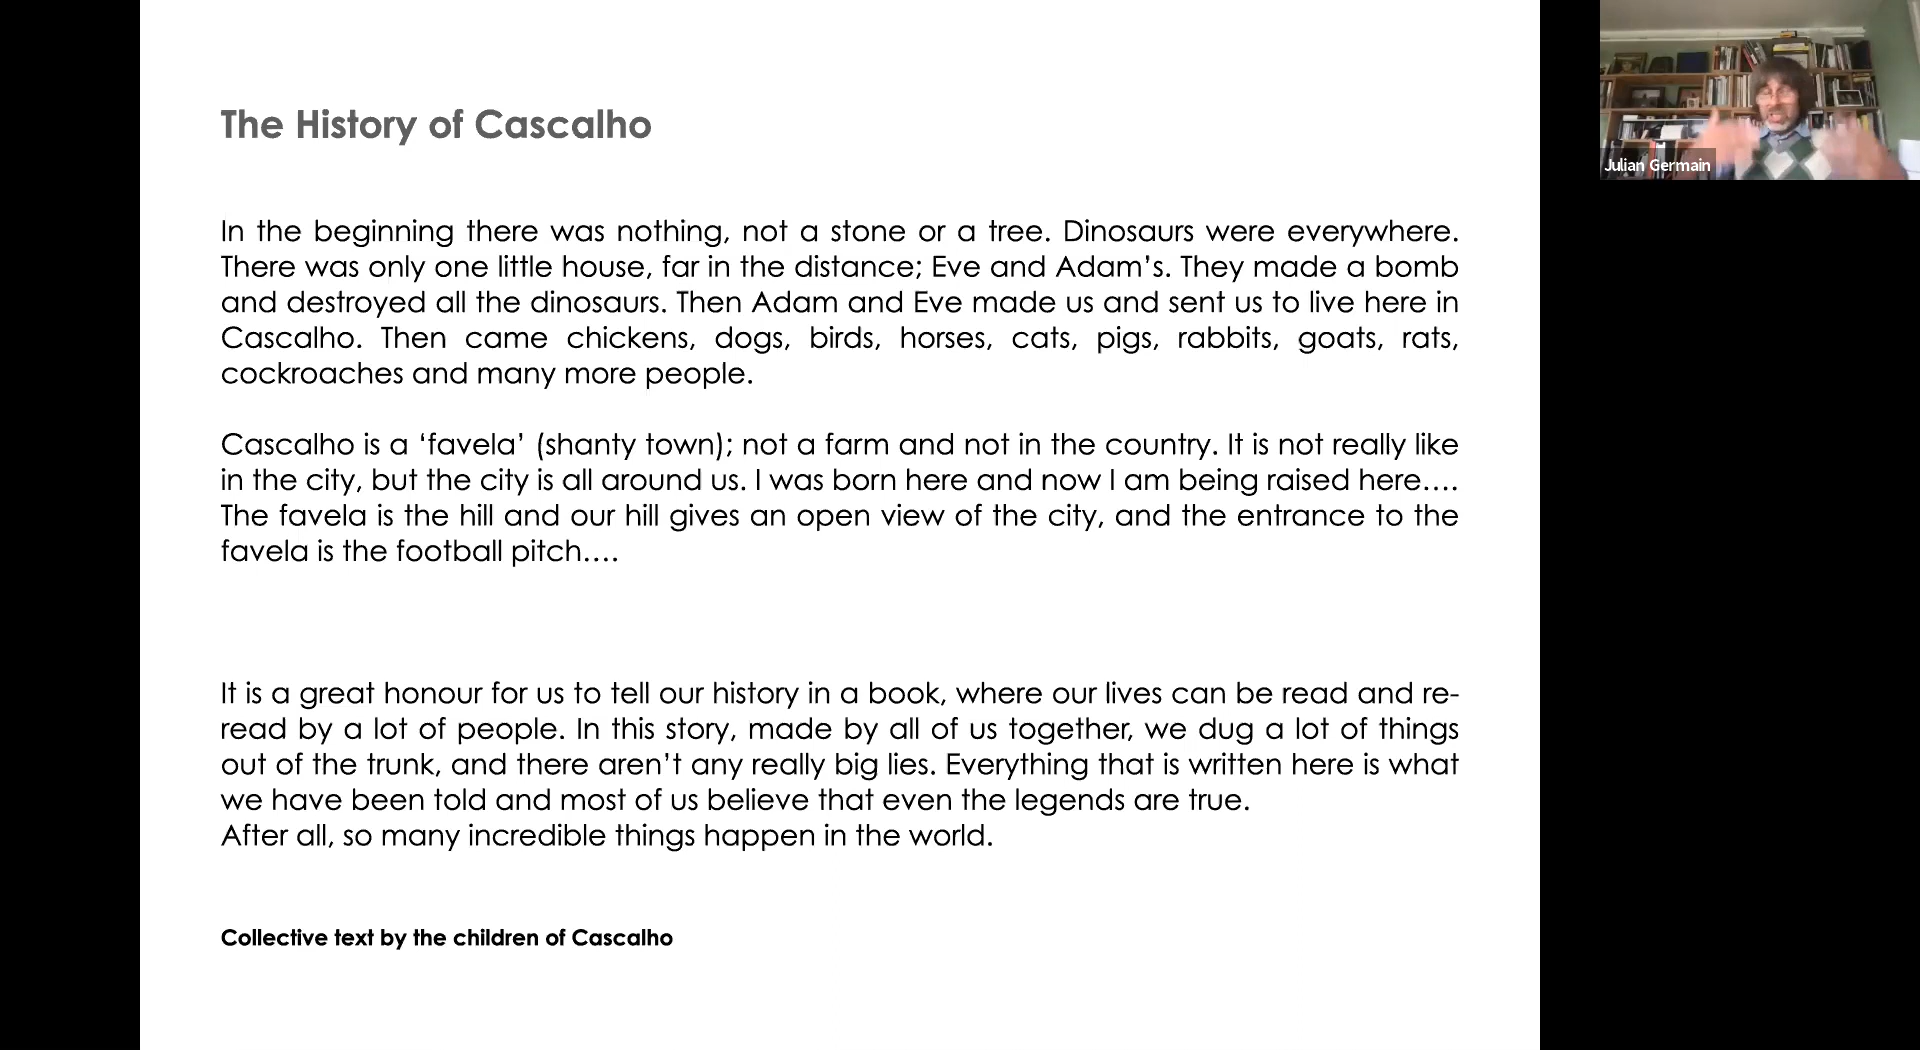 The History of Cascalho
In the beginning there was nothing, not a stone or a tree. Dinosaurs were everywhere.
There was only one little house, far in the distance; Eve and Adam’s. They made a bomb
and destroyed all the dinosaurs. Then Adam and Eve made us and sent us to live here in
Cascalho. Then came chickens, dogs, birds, horses, cats, pigs, rabbits, goats, rats,
cockroaches and many more people.
Cascalho is a ‘favela’ (shanty town); not a farm and not in the country. It is not really like
in the city, but the city is all around us. I was born here and now I am being raised here....
The favela is the hill and our hill gives an open view of the city, and the entrance to the
favela is the football pitch....
It is a great honour for us to tell our history in a book, where our lives can be read and re-
read by a lot of people. In this story, made by all of us together, we dug a lot of things
out of the trunk, and there aren’t any really big lies. Everything that is written here is what
we have been told and most of us believe that even the legends are true.
After all, so many incredible things happen in the world.
Collective text by the children of Cascalho
Julian Germain